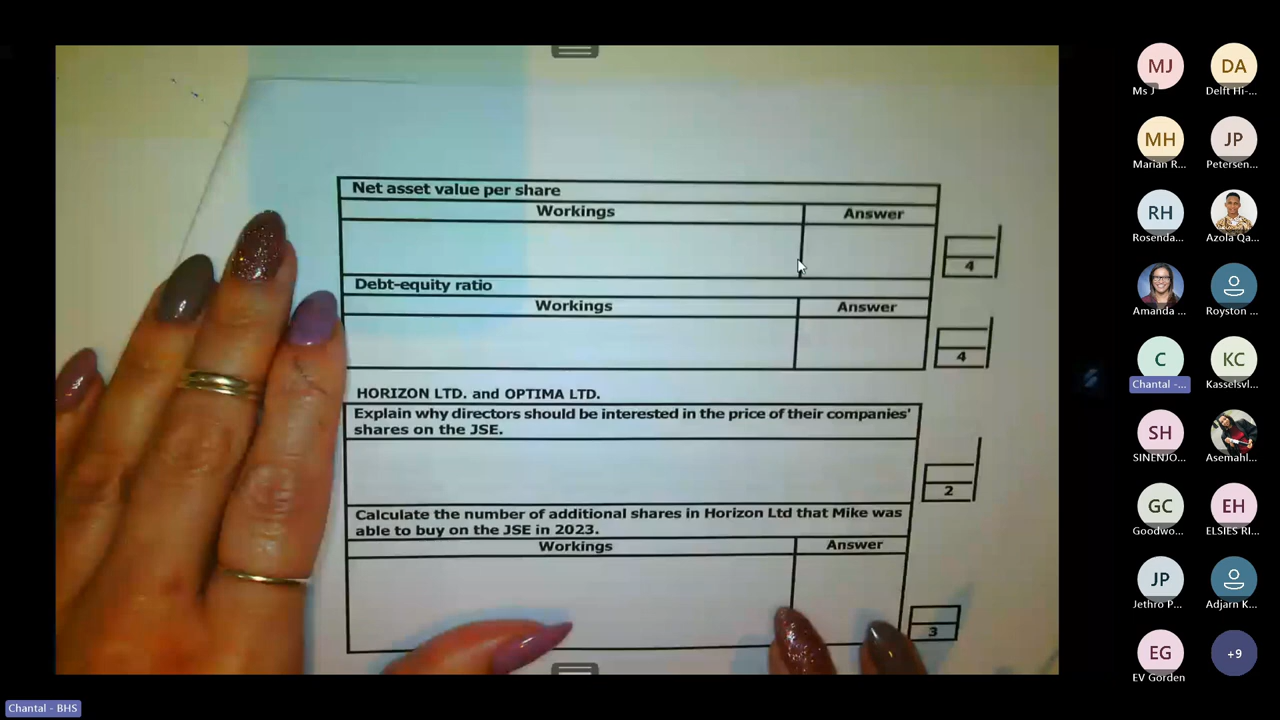 Net asset value per share
Workings Answer
4
Debt-equity ratio
Workings Answer
4
HORIZON LTD. and OPTIMA LTD.
Explain why directors should be interested in the price of their companies'
shares on the JSE.
2
Calculate the number of additional shares in Horizon Ltd that Mike was
able to buy on the JSE in 2023.
Workings Answer
3
MJ DA
Ms J Delft Hi-...
MH JP
Marian R... Petersen...
RH
Rosenda... Azola Qa...
Amanda ... Royston ...
C KC
Chantal -... Kasselsvl...
SH
SINENJO... Asemahl...
GC EH
Goodwo... ELSIES RI...
JP
Jethro P... Adjarn K...
EG +9
EV Gorden
Chantal - BHS